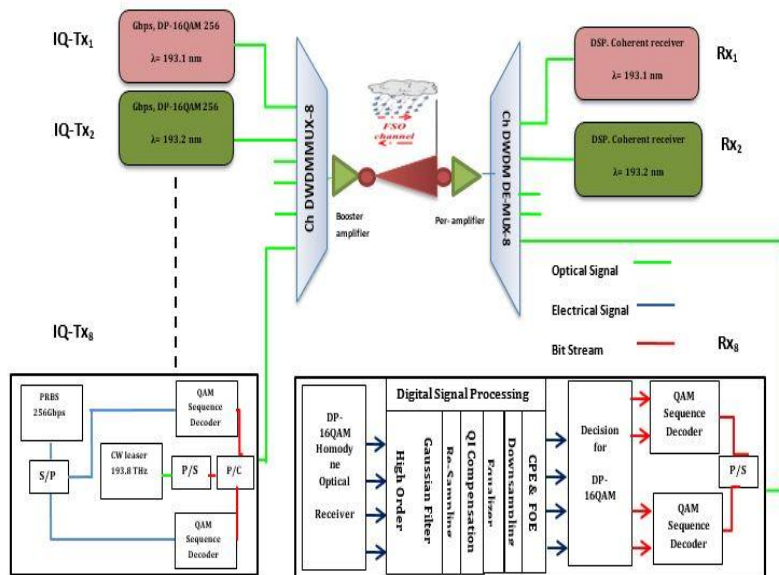 IQ-Tx1
Gbps, DP-16QAM 256
λ= 193.1 nm
IQ-Tx2
Gbps, DP-16QAM 256
λ= 193.2 nm
Ch DWDMMUX-8
FSO
channel
Booster
amplifier
Per- amplifier
Ch DWDM DE-MUX-8
DSP. Coherent receiver
λ= 193.1 nm
Rx1
DSP. Coherent receiver
λ= 193.2 nm
Rx2
Optical Signal
Electrical Signal
Bit Stream
Rx8
IQ-Tx8
PRBS
256Gbps
QAM
Sequence
Decoder
S/P
CW leaser
193.8 THz
P/S
P/C
QAM
Sequence
Decoder
DP-
16QAM
Homody
ne
Optical
Receiver
Digital Signal Processing
High Order
Gaussian Filter
Re-Sampling
QI Compensation
Equalizer
Downsampling
CPE & FOE
Decision for
DP-
16QAM
QAM
Sequence
Decoder
QAM
Sequence
Decoder
P/S